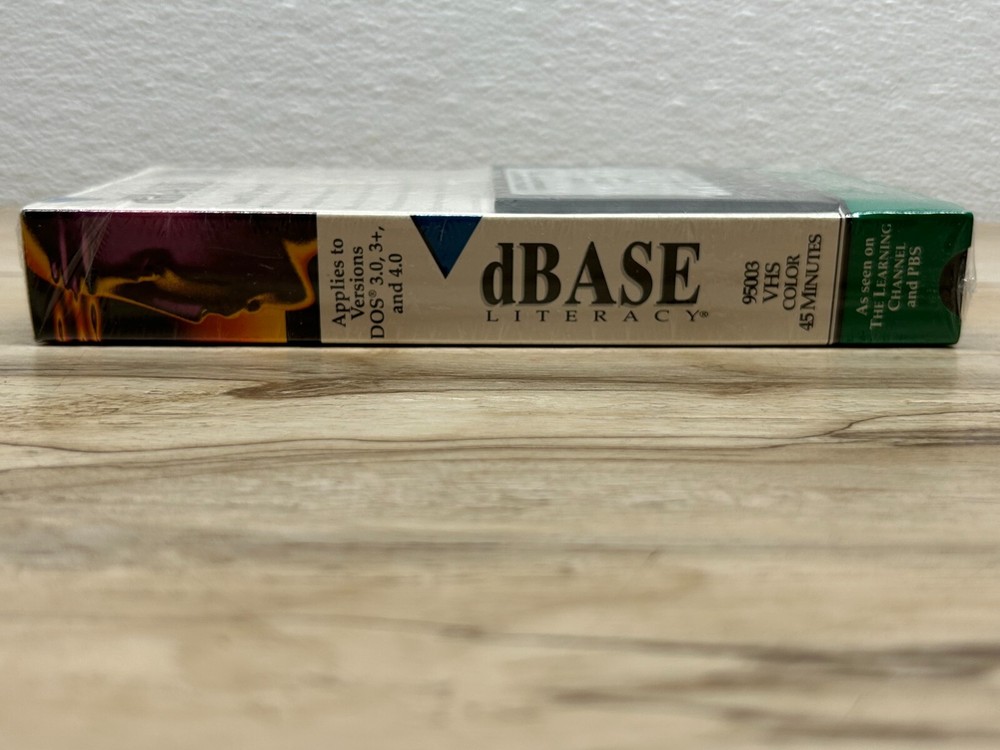 Applies to
Versions
DOS® 3.0, 3+,
and 4.0
dBASE
LITERACY®
95003
VHS
COLOR
45 MINUTES
As seen on
THE LEARNING
CHANNEL
and PBS